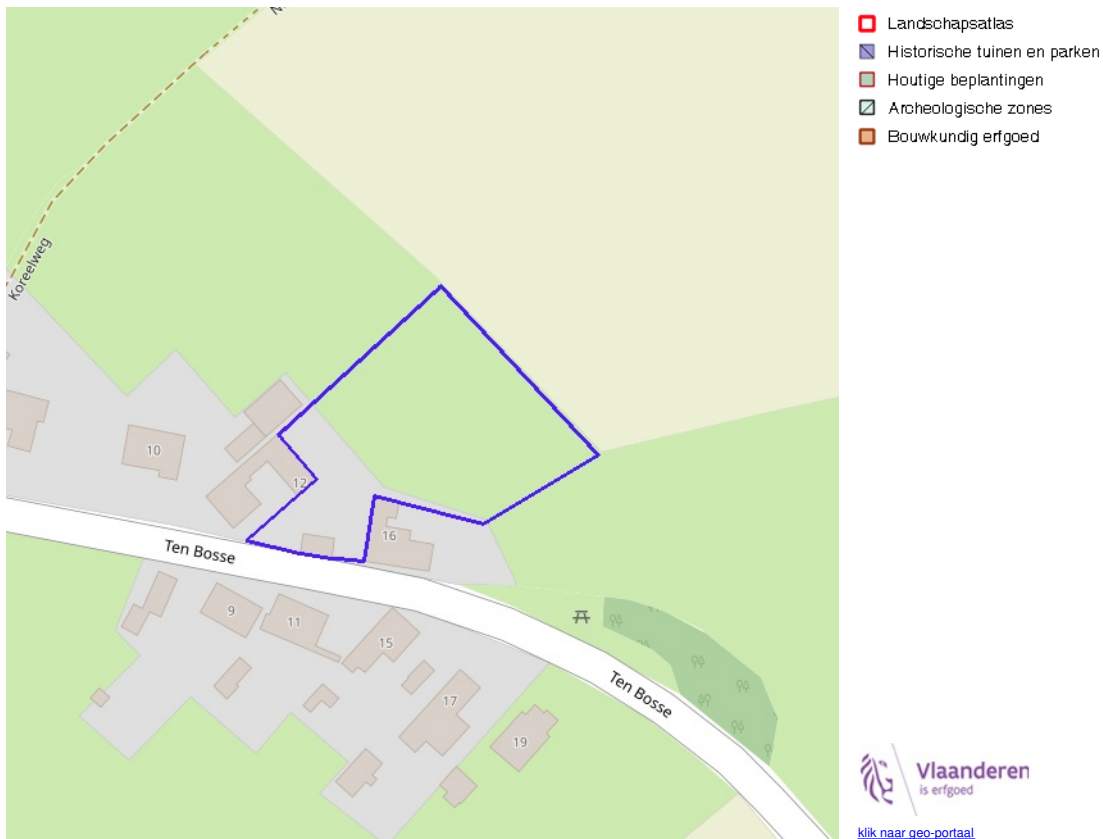 Landschapsatlas
Historische tuinen en parken
Houtige beplantingen
Archeologische zones
Bouwkundig erfgoed
Koreelweg
10
12
16
Ten Bosse
9
11
15
17
19
Ten Bosse
Vlaanderen
is erfgoed
klik naar geo-portaal